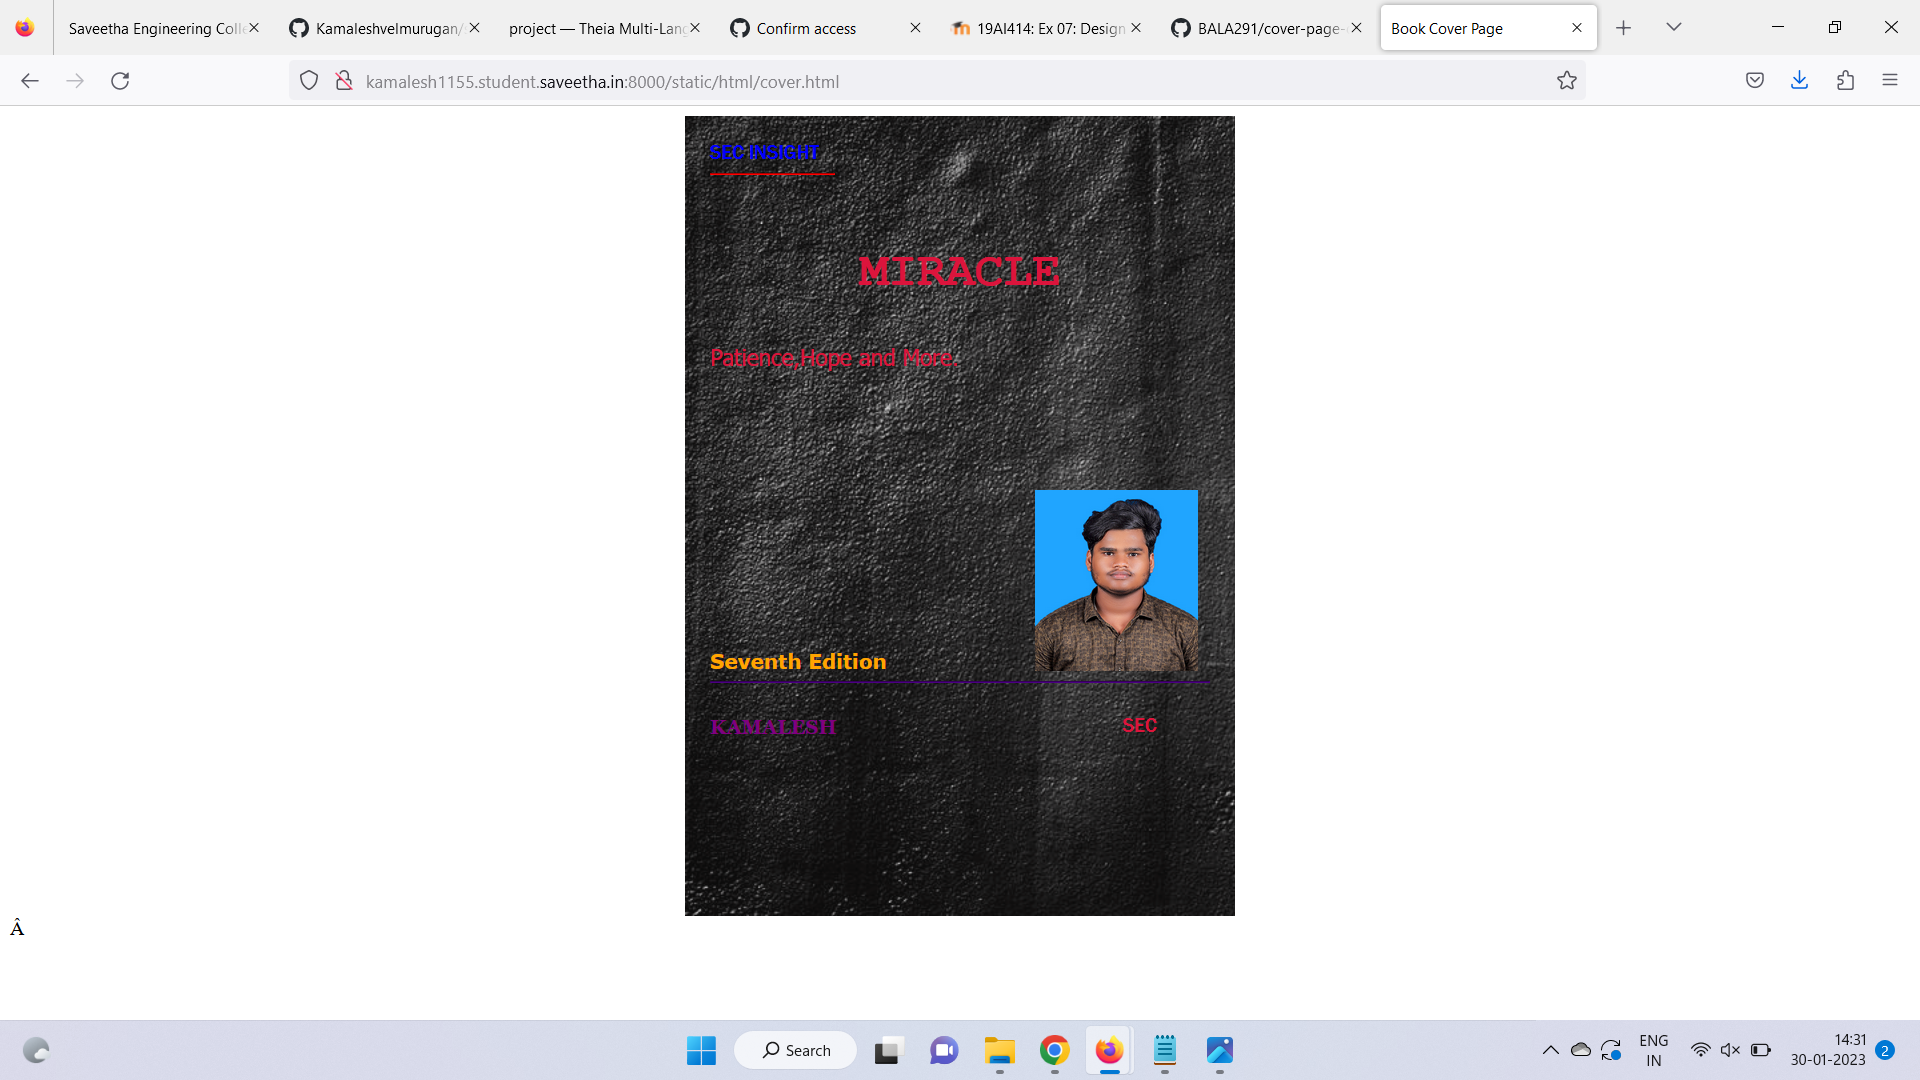 Saveetha Engineering Colle
Kamaleshvelmurugan/
project — Theia Multi-Lang
Confirm access
19AI414: Ex 07: Design
BALA291/cover-page-
Book Cover Page
kamalesh1155.student.saveetha.in:8000/static/html/cover.html
SEC INSIGHT
MIRACLE
Patience,Hope and More.
Seventh Edition
KAMALESH
SEC
Â
Search
ENG
IN
14:31
30-01-2023
2